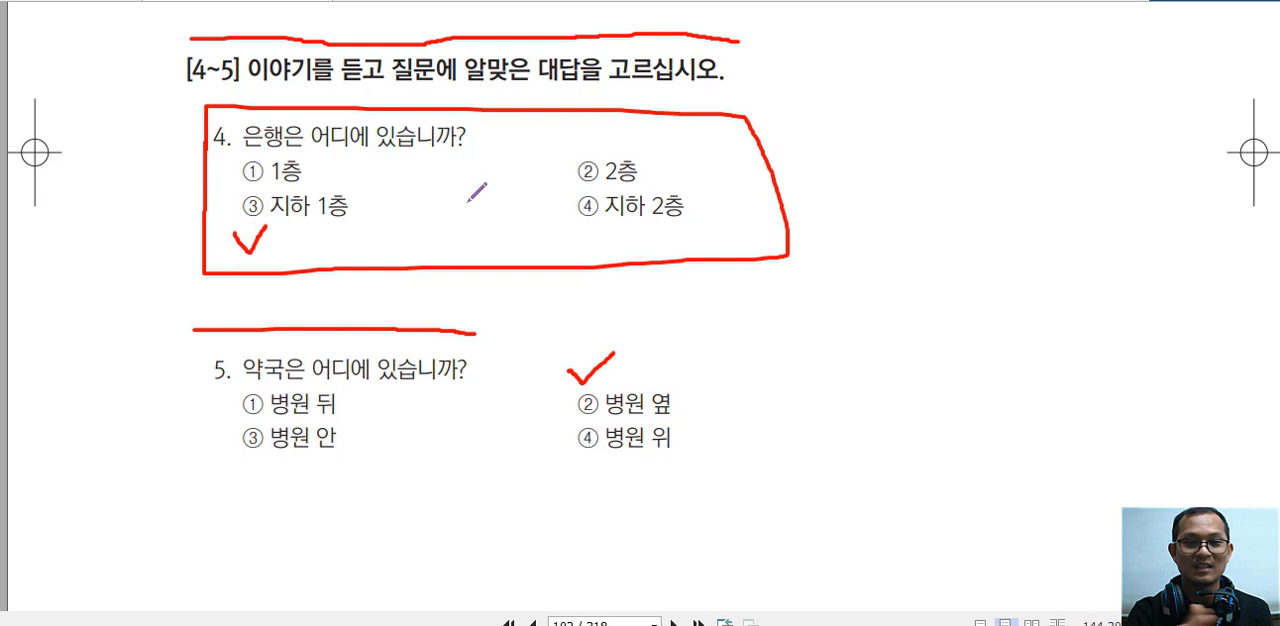 [4~5] 이야기를 듣고 질문에 알맞은 대답을 고르십시오.
4. 은행은 어디에 있습니까?
① 1층 ② 2층
③ 지하 1층 ④ 지하 2층
5. 약국은 어디에 있습니까?
① 병원 뒤 ② 병원 옆
③ 병원 안 ④ 병원 위